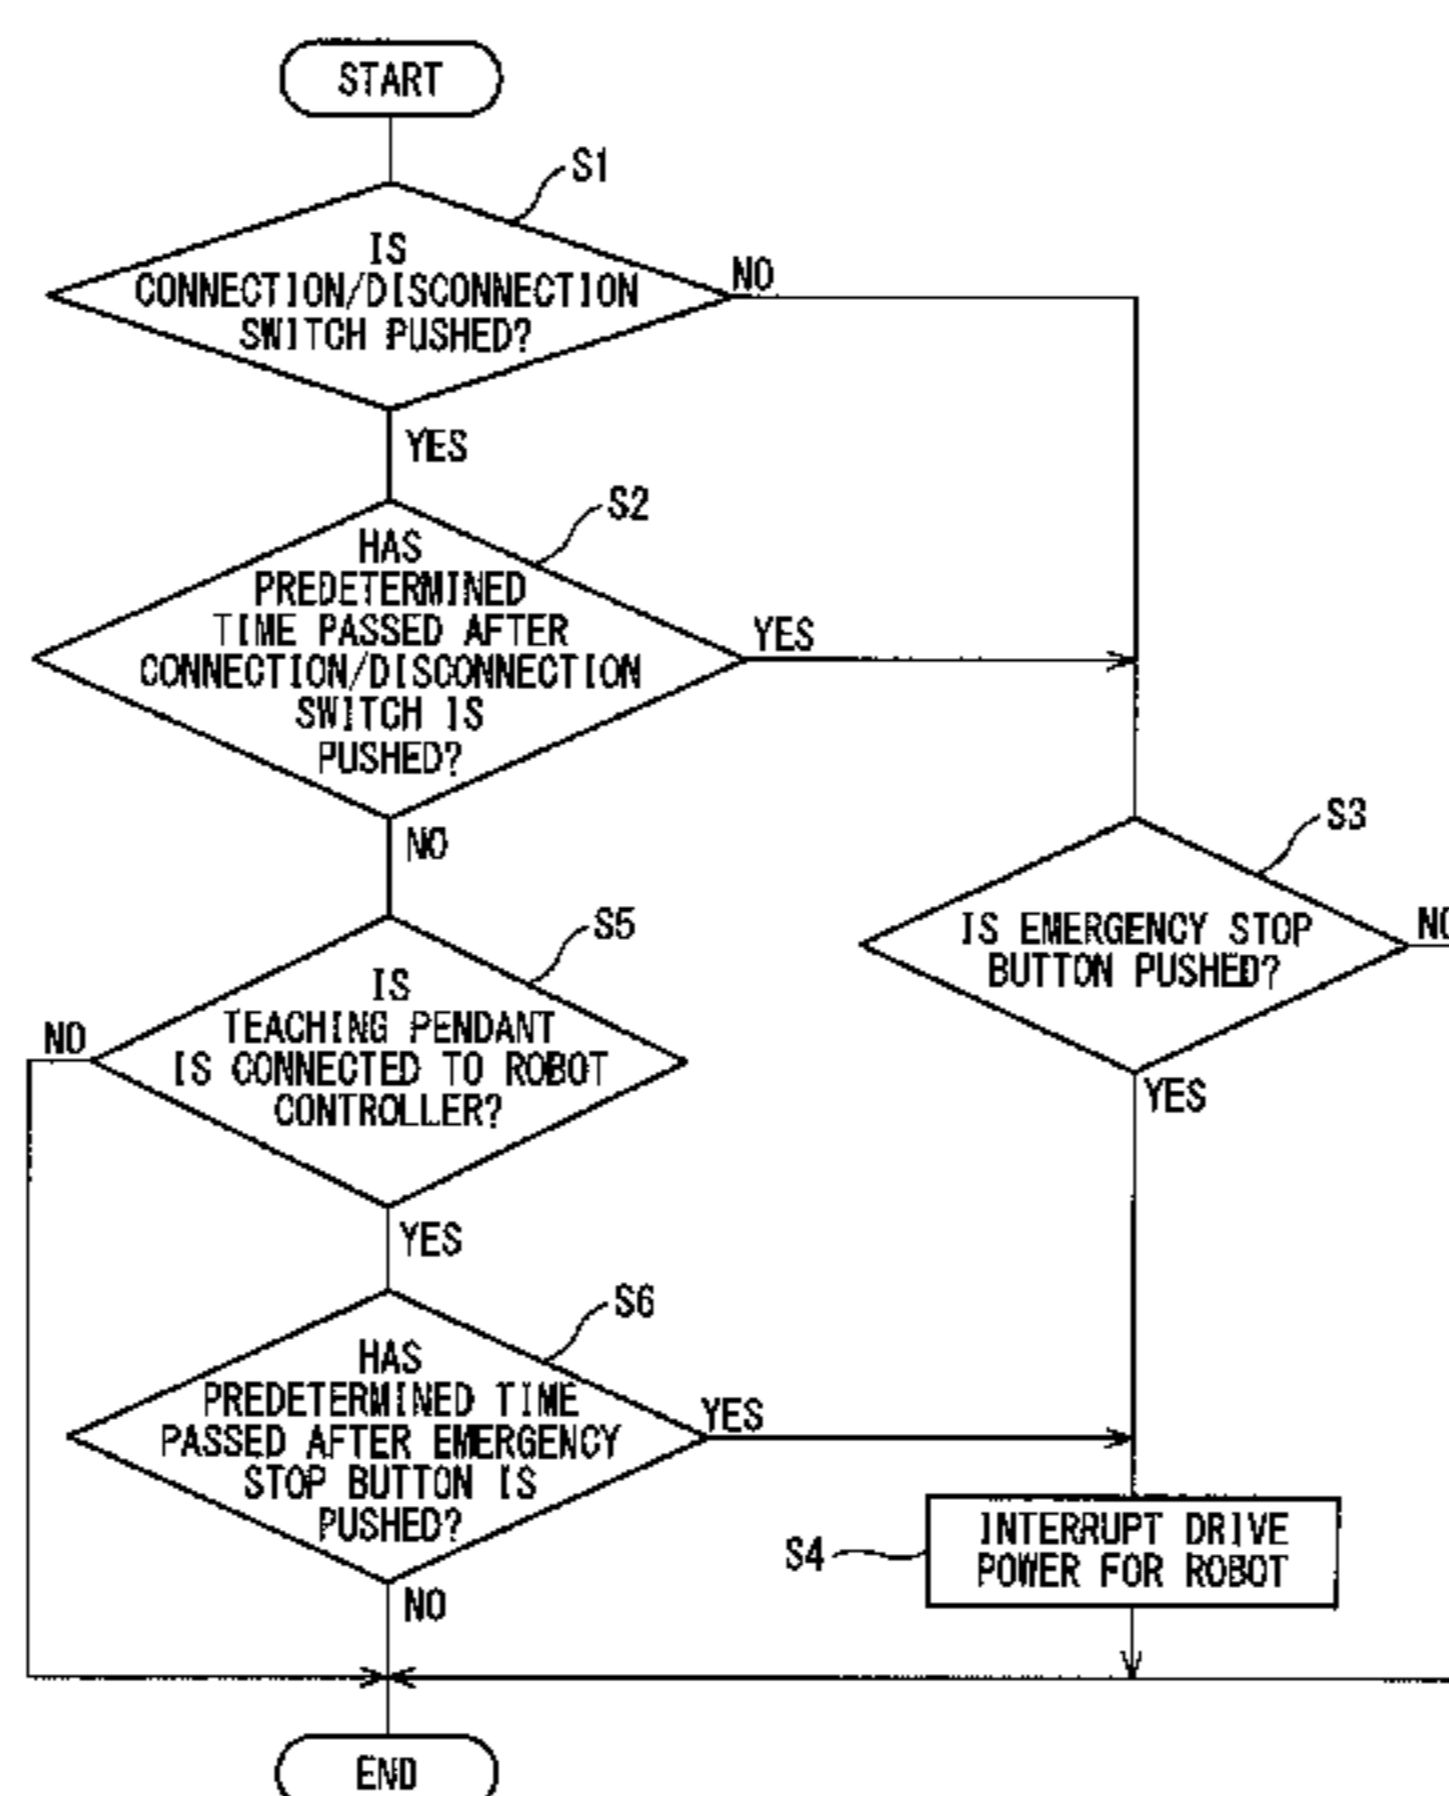 START
S1
IS
CONNECTION/DISCONNECTION
SWITCH PUSHED?
NO
YES
S2
HAS
PREDETERMINED
TIME PASSED AFTER
CONNECTION/DISCONNECTION
SWITCH IS
PUSHED?
YES
NO
S3
IS EMERGENCY STOP
BUTTON PUSHED?
NO
YES
S5
IS
TEACHING PENDANT
IS CONNECTED TO ROBOT
CONTROLLER?
NO
YES
S6
HAS
PREDETERMINED TIME
PASSED AFTER EMERGENCY
STOP BUTTON IS
PUSHED?
YES
NO
S4
INTERRUPT DRIVE
POWER FOR ROBOT
END